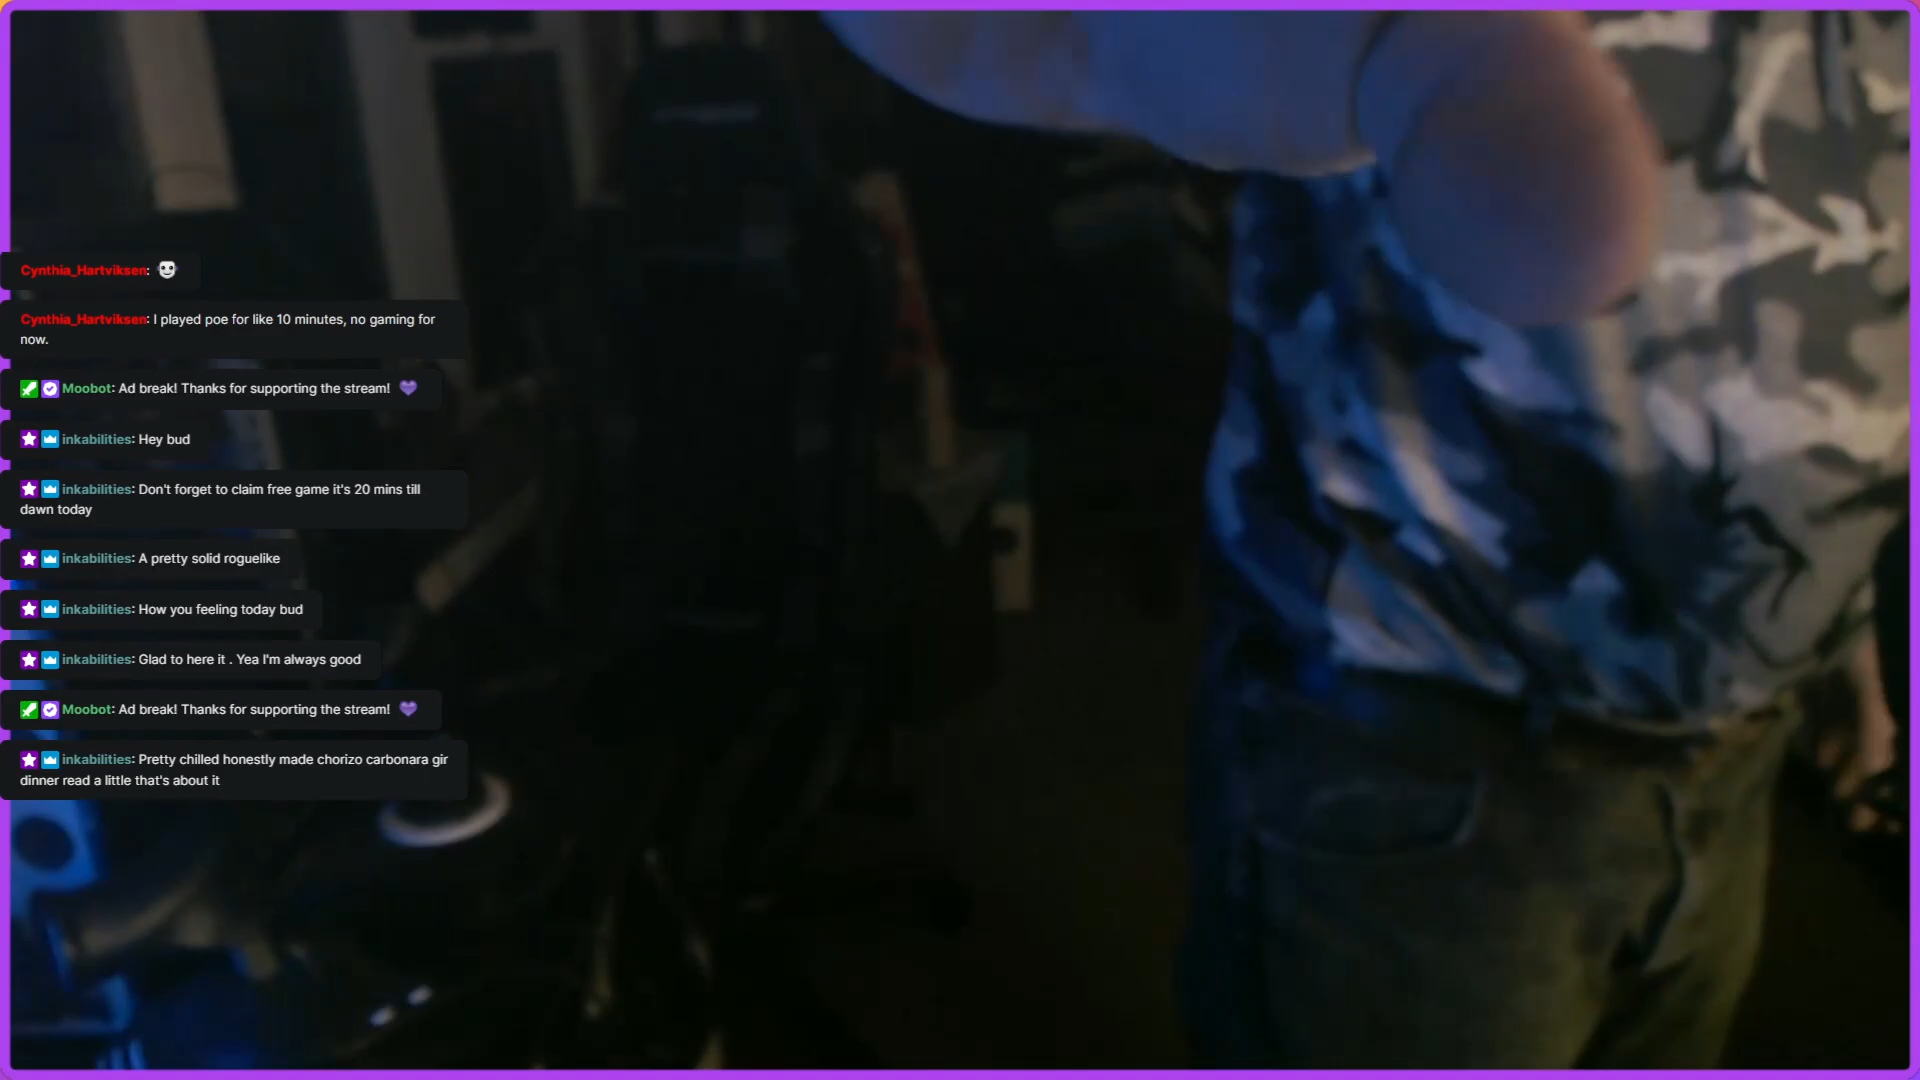 Cynthia_Hartviksen:
Cynthia_Hartviksen: I played poe for like 10 minutes, no gaming for
now.
Moobot: Ad break! Thanks for supporting the stream!
inkabilities: Hey bud
inkabilities: Don't forget to claim free game it's 20 mins till
dawn today
inkabilities: A pretty solid roguelike
inkabilities: How you feeling today bud
inkabilities: Glad to here it . Yea I'm always good
Moobot: Ad break! Thanks for supporting the stream!
inkabilities: Pretty chilled honestly made chorizo carbonara gir
dinner read a little that's about it